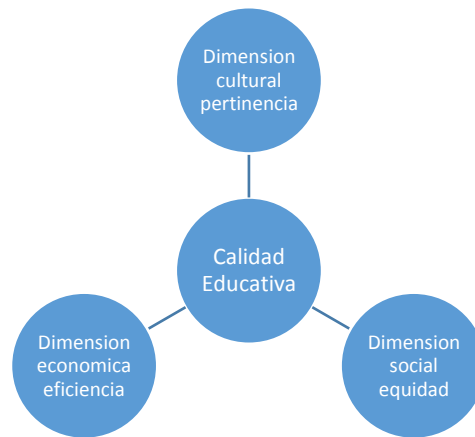 Dimension
cultural
pertinencia
Calidad
Educativa
Dimension
economica
eficiencia
Dimension
social
equidad